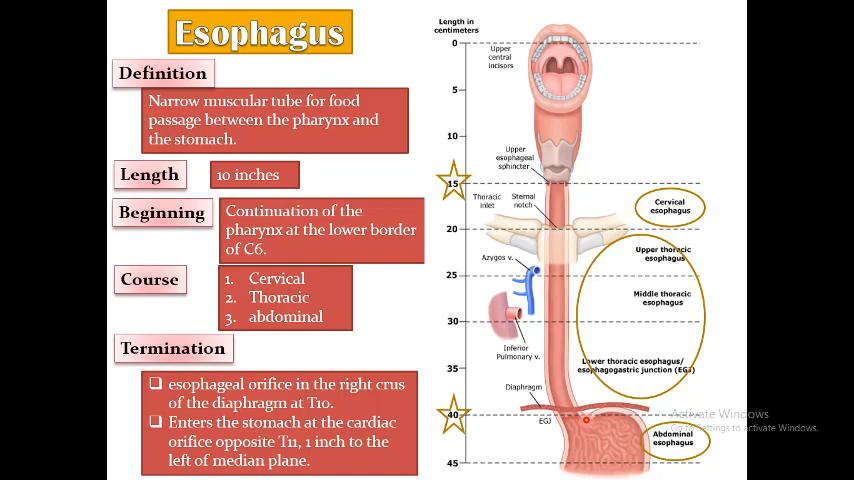 Esophagus
Definition
Narrow muscular tube for food
passage between the pharynx and
the stomach.
Length
10 inches
Beginning
Continuation of the
pharynx at the lower border
of C6.
Course
1. Cervical
2. Thoracic
3. abdominal
Termination
❑ esophageal orifice in the right crus
of the diaphragm at T10.
❑ Enters the stomach at the cardiac
orifice opposite T11, 1 inch to the
left of median plane.
Length in
centimeters
0
Upper
central
incisors
5
10
Upper
esophageal
sphincter
15
Thoracic
inlet
Sternal
notch
Cervical
esophagus
20
Upper thoracic
esophagus
Azygos v.
25
Middle thoracic
esophagus
30
Inferior
Pulmonary v.
35
Lower thoracic esophagus/
esophagogastric junction (EGJ)
Diaphragm
40
EGJ
Abdominal
esophagus
45
Activate Windows
Go to Settings to activate Windows.